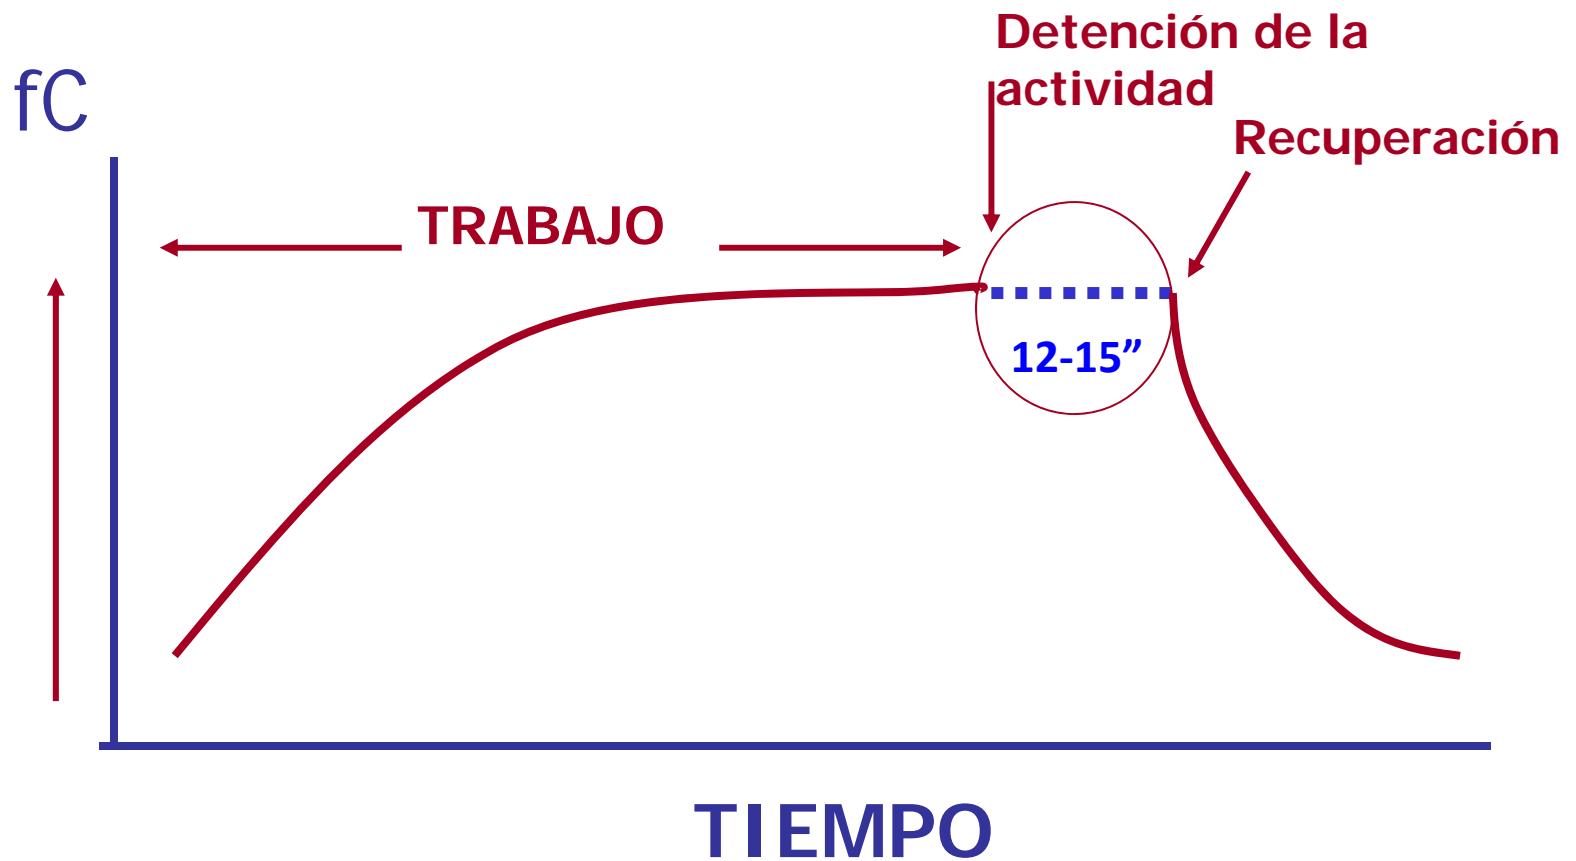 Detención de la
actividad
fC
Recuperación
TRABAJO
12-15”
TIEMPO